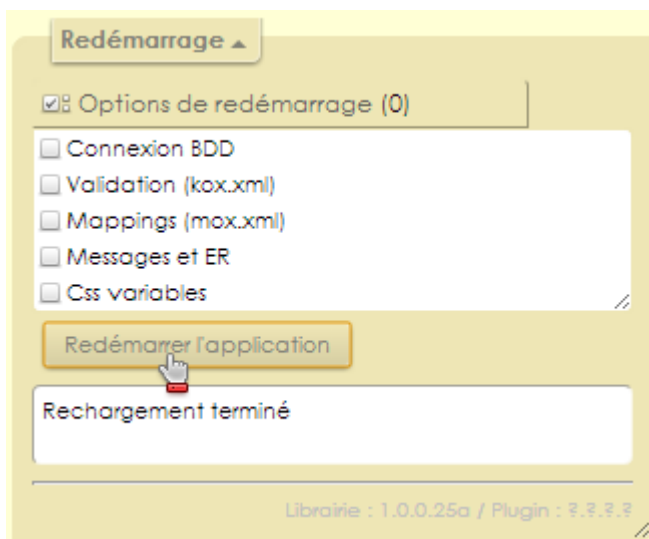 Redémarrage
Options de redémarrage (0)
Connexion BDD
Validation (kox.xml)
Mappings (mox.xml)
Messages et ER
Css variables
Redémarrer l'application
Rechargement terminé
Librairie : 1.0.0.25a / Plugin : ?.?.?.?